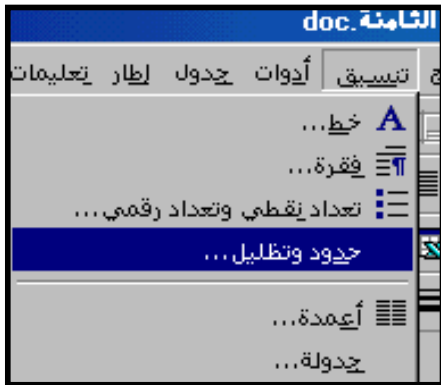 الثامنة.doc
تنسيق أدوات جدول إطار تعليمات
خط...
فقرة...
تعداد نقطي وتعداد رقمي...
حدود وتظليل...
أعمدة...
جدولة...